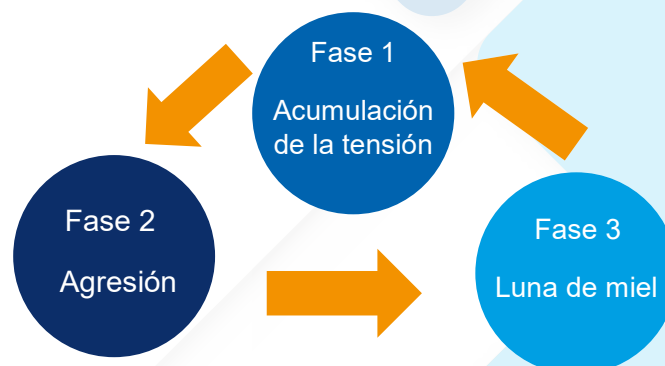 Fase 1
Acumulación
de la tensión
Fase 2
Agresión
Fase 3
Luna de miel